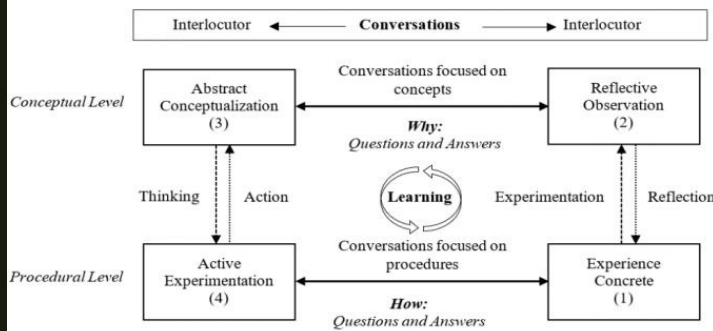 Interlocutor Conversations Interlocutor
Conversations focused on
concepts
Conceptual Level
Abstract
Conceptualization
(3)
Reflective
Observation
(2)
Why:
Questions and Answers
Thinking
Action
Learning
Experimentation
Reflection
Conversations focused on
procedures
Procedural Level
Active
Experimentation
(4)
Experience
Concrete
(1)
How:
Questions and Answers